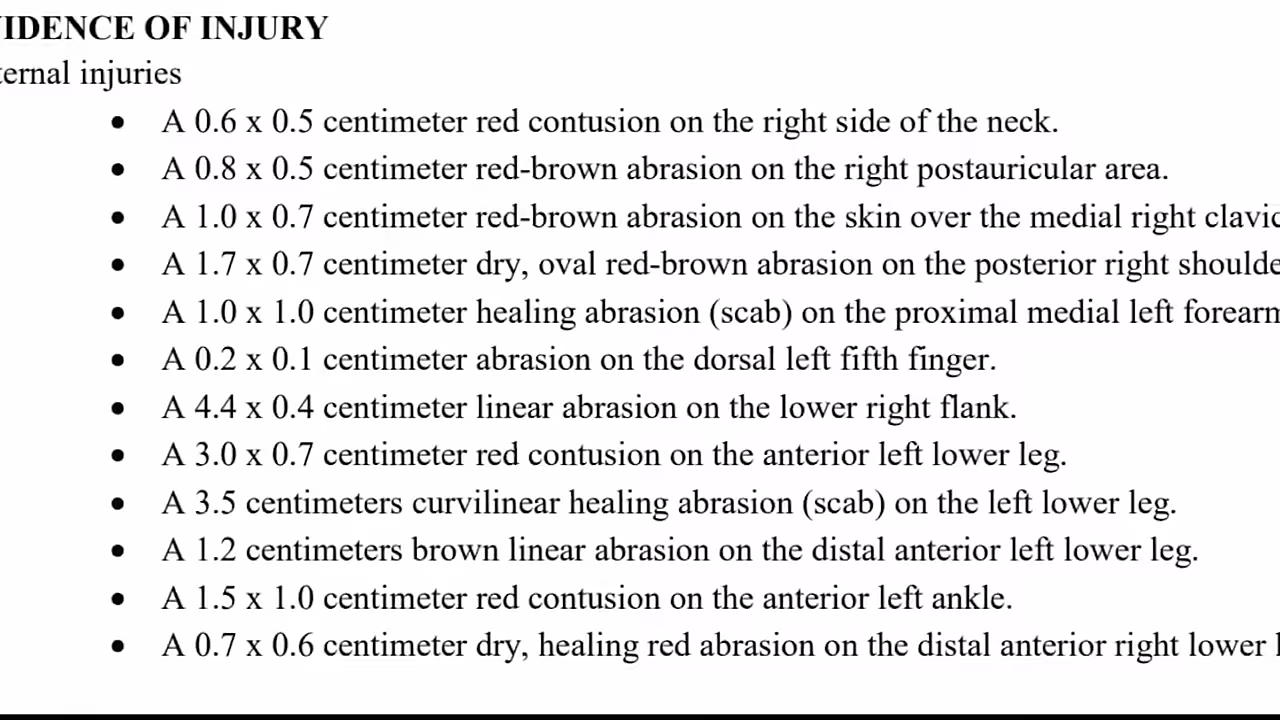 IDENCE OF INJURY
ternal injuries
• A 0.6 x 0.5 centimeter red contusion on the right side of the neck.
• A 0.8 x 0.5 centimeter red-brown abrasion on the right postauricular area.
• A 1.0 x 0.7 centimeter red-brown abrasion on the skin over the medial right clavic
• A 1.7 x 0.7 centimeter dry, oval red-brown abrasion on the posterior right shoulde
• A 1.0 x 1.0 centimeter healing abrasion (scab) on the proximal medial left forearm
• A 0.2 x 0.1 centimeter abrasion on the dorsal left fifth finger.
• A 4.4 x 0.4 centimeter linear abrasion on the lower right flank.
• A 3.0 x 0.7 centimeter red contusion on the anterior left lower leg.
• A 3.5 centimeters curvilinear healing abrasion (scab) on the left lower leg.
• A 1.2 centimeters brown linear abrasion on the distal anterior left lower leg.
• A 1.5 x 1.0 centimeter red contusion on the anterior left ankle.
• A 0.7 x 0.6 centimeter dry, healing red abrasion on the distal anterior right lower l